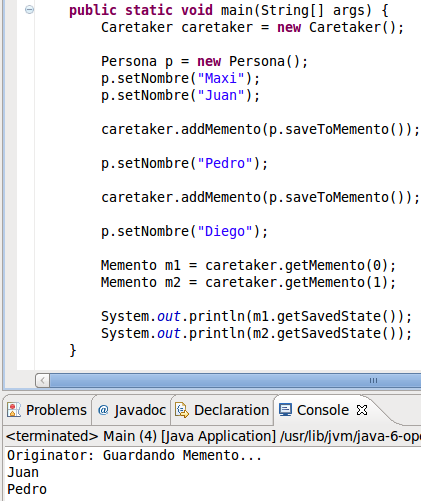 public static void main(String[] args) {
Caretaker caretaker = new Caretaker();
Persona p = new Persona();
p.setNombre("Maxi");
p.setNombre("Juan");
caretaker.addMemento(p.saveToMemento());
p.setNombre("Pedro");
caretaker.addMemento(p.saveToMemento());
p.setNombre("Diego");
Memento m1 = caretaker.getMemento(0);
Memento m2 = caretaker.getMemento(1);
System.out.println(m1.getSavedState());
System.out.println(m2.getSavedState());
}
Problems @ Javadoc Declaration Console
<terminated> Main (4) [Java Application] /usr/lib/jvm/java-6-ope
Originator: Guardando Memento...
Juan
Pedro